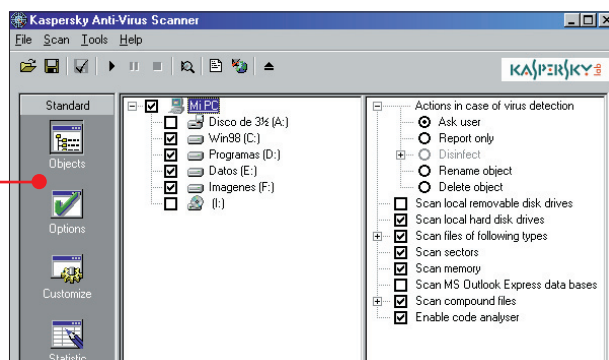 Kaspersky Anti-Virus Scanner
File Scan Tools Help
KASPERSKY lab
Standard
Objects
Options
Customize
Statistic
Mi PC
Disco de 3½ (A:)
Win98 (C:)
Programas (D:)
Datos (E:)
Imagenes (F:)
(I:)
Actions in case of virus detection
Ask user
Report only
Disinfect
Rename object
Delete object
Scan local removable disk drives
Scan local hard disk drives
Scan files of following types
Scan sectors
Scan memory
Scan MS Outlook Express data bases
Scan compound files
Enable code analyser